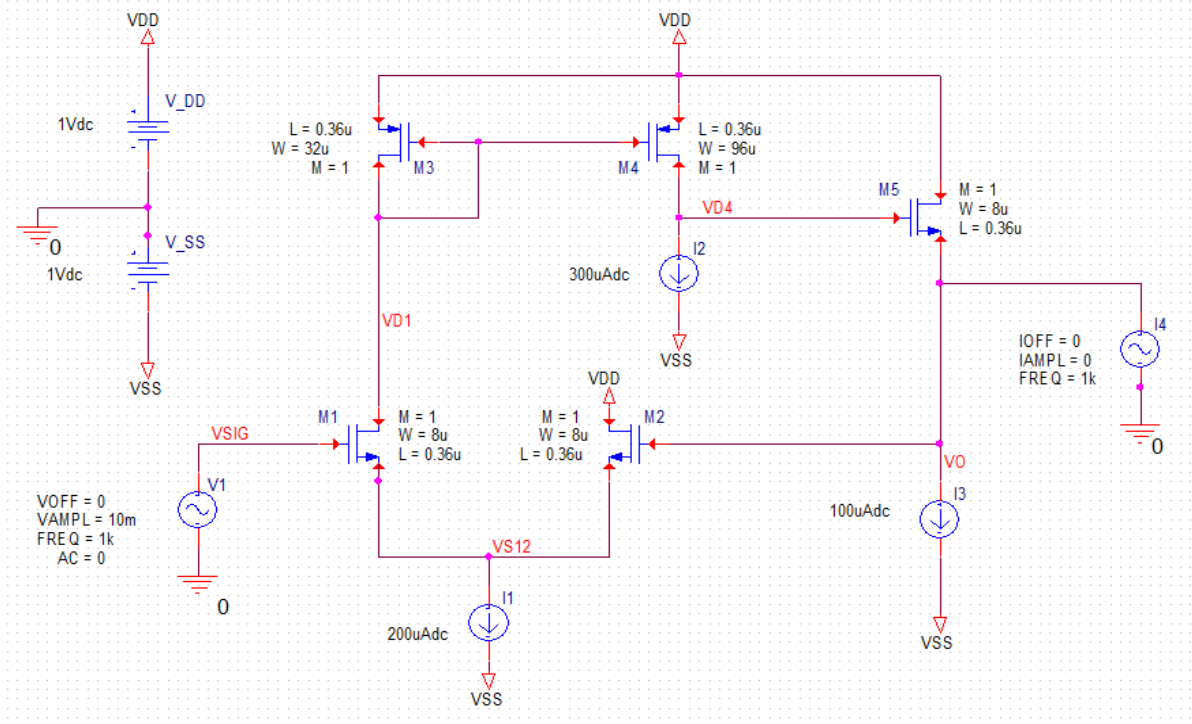 VDD
V_DD
1Vdc
0
V_SS
1Vdc
VSS
VDD
L = 0.36u
W = 32u
M = 1
M3
L = 0.36u
W = 96u
M = 1
M4
VD4
M5
M = 1
W = 8u
L = 0.36u
I2
300uAdc
VSS
VD1
I4
IOFF = 0
IAMPL = 0
FREQ = 1k
0
VDD
M1
M = 1
W = 8u
L = 0.36u
M = 1
W = 8u
L = 0.36u
M2
VSIG
V1
VOFF = 0
VAMPL = 10m
FREQ = 1k
AC = 0
0
VO
I3
100uAdc
VSS
VS12
I1
200uAdc
VSS